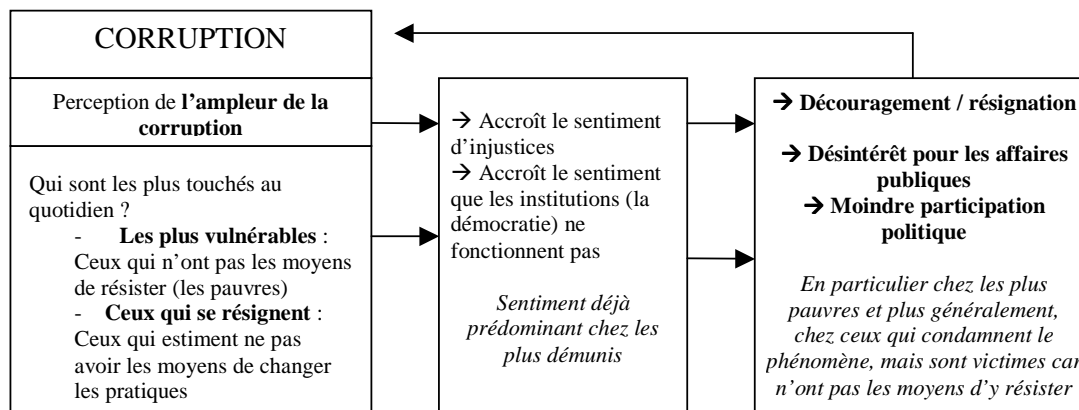 CORRUPTION
Perception de l'ampleur de la
corruption
Qui sont les plus touchés au
quotidien ?
- Les plus vulnérables :
Ceux qui n'ont pas les moyens
de résister (les pauvres)
- Ceux qui se résignent :
Ceux qui estiment ne pas
avoir les moyens de changer
les pratiques
→ Accroît le sentiment
d'injustices
→ Accroît le sentiment
que les institutions (la
démocratie) ne
fonctionnent pas
Sentiment déjà
prédominant chez les
plus démunis
→ Découragement / résignation
→ Désintérêt pour les affaires
publiques
→ Moindre participation
politique
En particulier chez les plus
pauvres et plus généralement,
chez ceux qui condamnent le
phénomène, mais sont victimes car
n'ont pas les moyens d'y résister